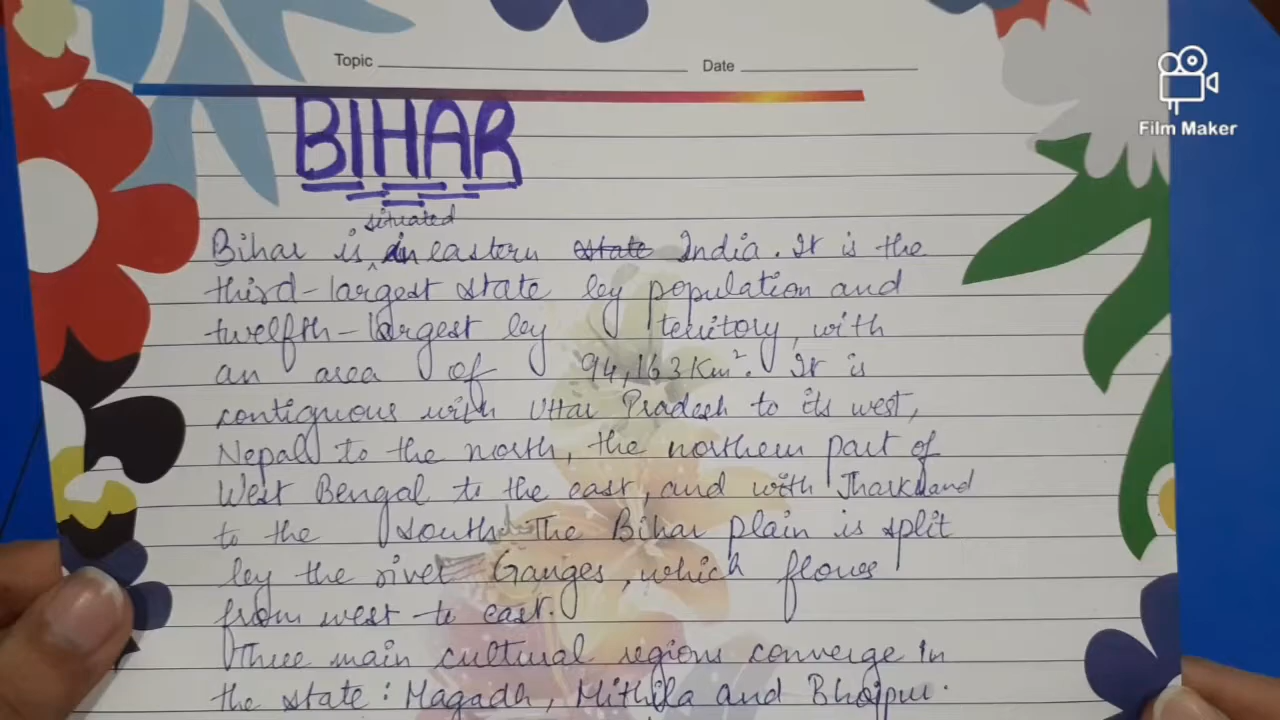 Topic Date
Film Maker
BIHAR
situated
Bihar is in eastern state India. It is the
third-largest state by population and
twelfth-largest by territory, with
an area of 94,163 Km². It is
contiguous with Uttar Pradesh to its west,
Nepal to the north, the northern part of
West Bengal to the east, and with Jharkhand
to the south. The Bihar plain is split
by the river Ganges, which flows
from west to east.
Three main cultural regions converge in
the state: Magadh, Mithila and Bhojpur.